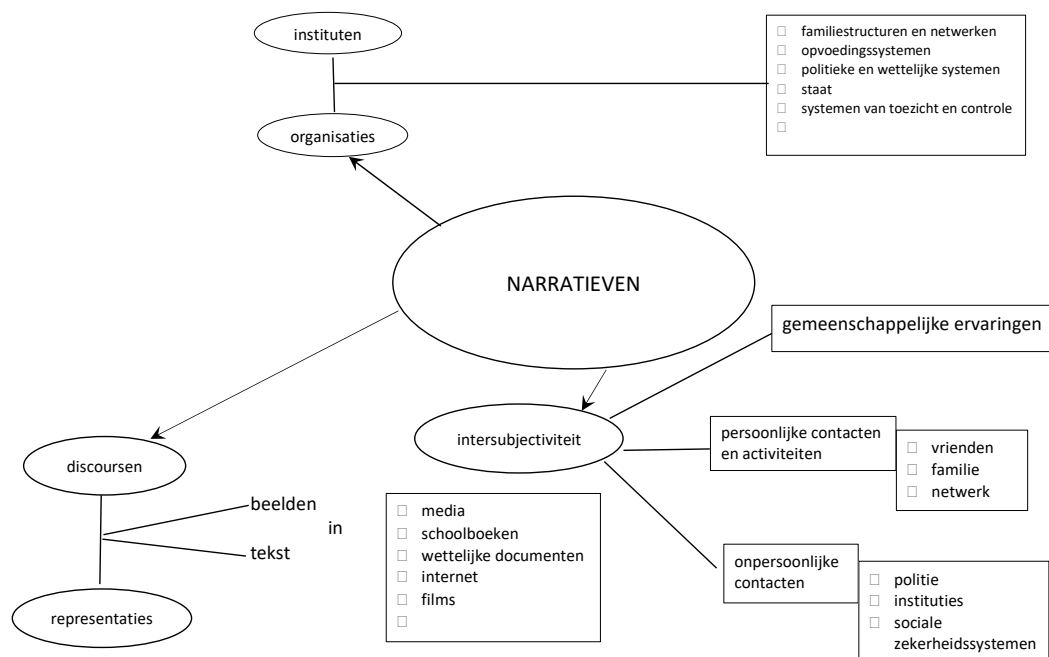 instituten
familiestructuren en netwerken
opvoedingssystemen
politieke en wettelijke systemen
staat
systemen van toezicht en controle
organisaties
NARRATIEVEN
gemeenschappelijke ervaringen
intersubjectiviteit
persoonlijke contacten
en activiteiten
vrienden
familie
netwerk
discoursen
beelden
in
tekst
media
schoolboeken
wettelijke documenten
internet
films
onpersoonlijke
contacten
politie
instituties
sociale
zekerheidssystemen
representaties